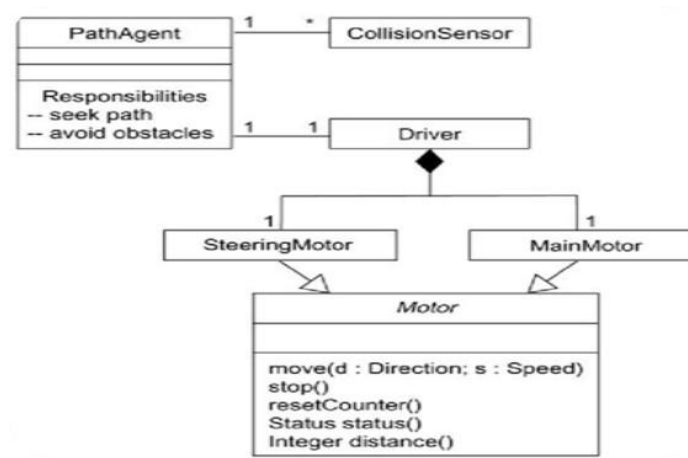 PathAgent
1
*
CollisionSensor
Responsibilities
-- seek path
-- avoid obstacles
1
1
Driver
1
1
SteeringMotor
MainMotor
Motor
move(d : Direction; s : Speed)
stop()
resetCounter()
Status status()
Integer distance()